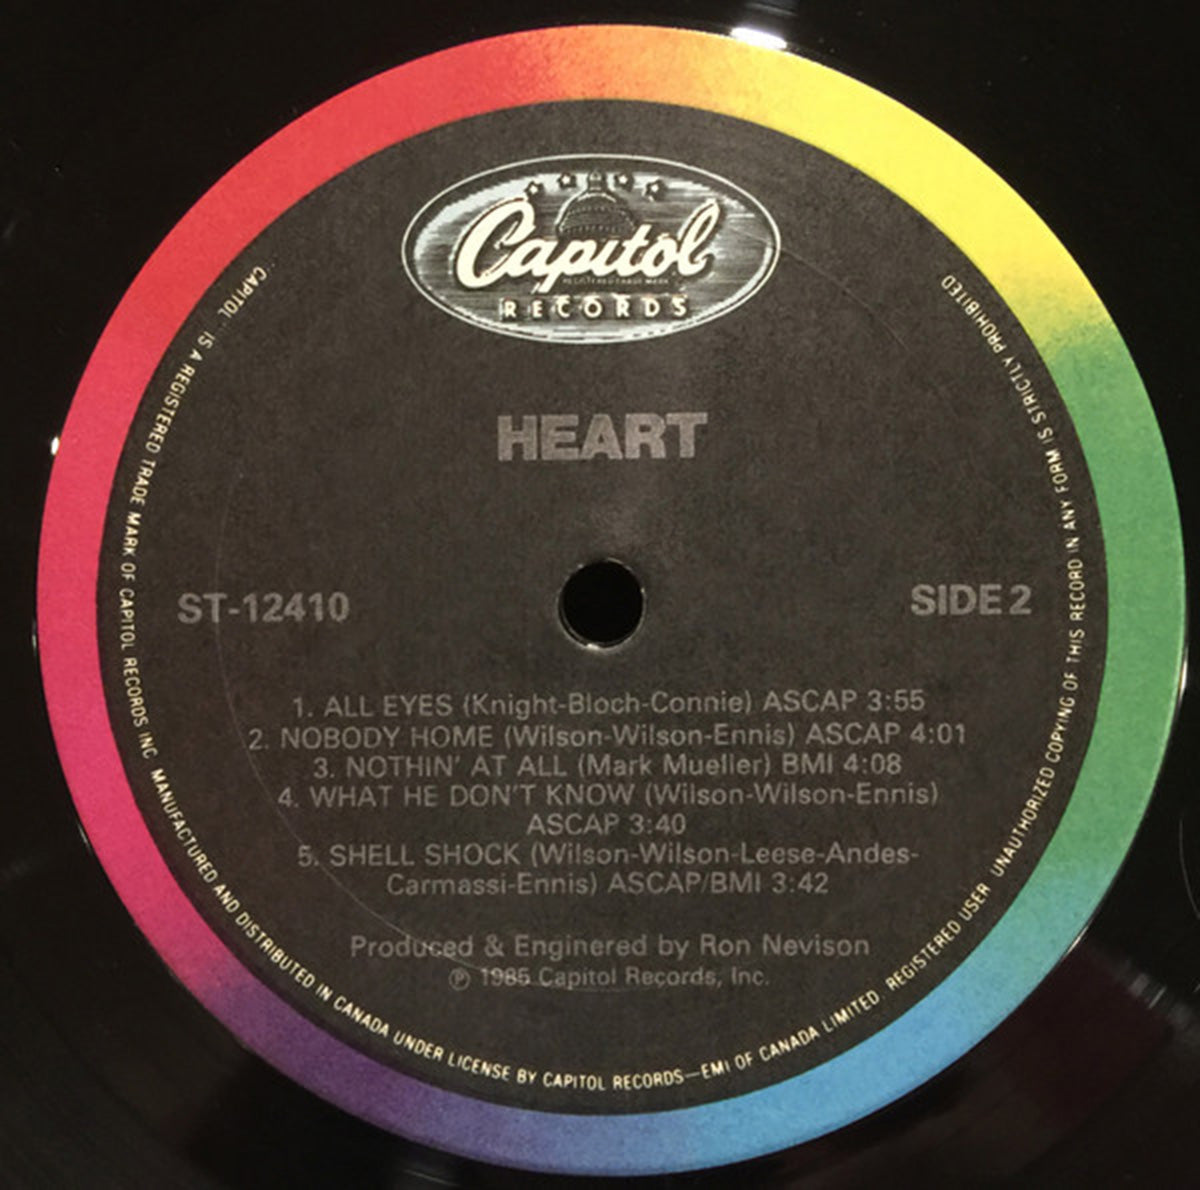 Capitol
REGISTERED TRADE MARK
RECORDS
HEART
ST-12410
SIDE 2
1. ALL EYES (Knight-Bloch-Connie) ASCAP 3:55
2. NOBODY HOME (Wilson-Wilson-Ennis) ASCAP 4:01
3. NOTHIN' AT ALL (Mark Mueller) BMI 4:08
4. WHAT HE DON'T KNOW (Wilson-Wilson-Ennis)
ASCAP 3:40
5. SHELL SHOCK (Wilson-Wilson-Leese-Andes-
Carmassi-Ennis) ASCAP/BMI 3:42
Produced & Enginered by Ron Nevison
℗ 1985 Capitol Records, Inc.
CAPITOL IS A REGISTERED TRADE MARK OF CAPITOL RECORDS INC MANUFACTURED AND DISTRIBUTED IN CANADA UNDER LICENSE BY CAPITOL RECORDS—EMI OF CANADA LIMITED. REGISTERED USER UNAUTHORIZED COPYING OF THIS RECORD IN ANY FORM IS STRICTLY PROHIBITED